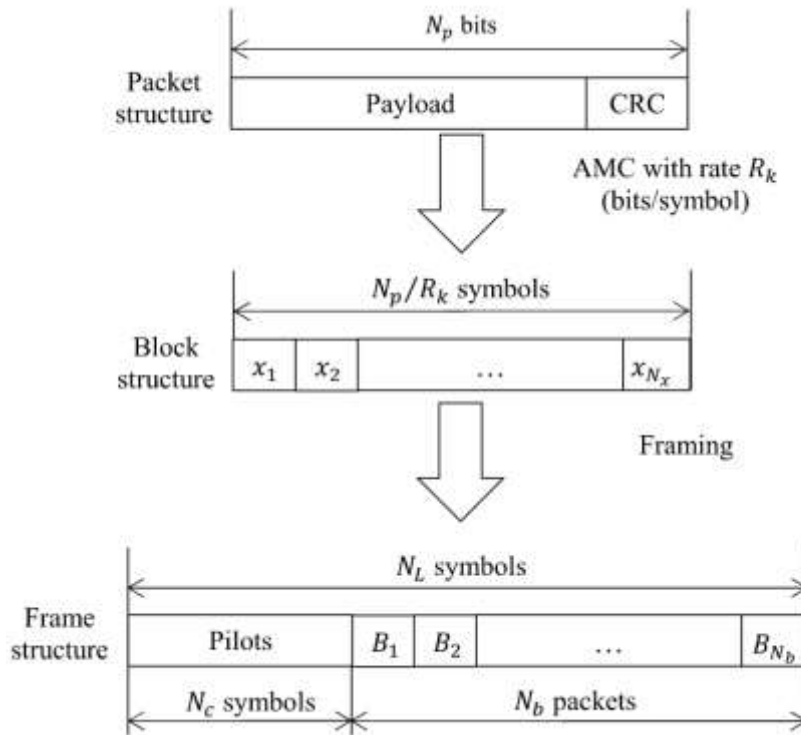 N_p bits
Packet
structure
Payload
CRC
AMC with rate R_k
(bits/symbol)
N_p/R_k symbols
Block
structure
x_1
x_2
...
x_{N_x}
Framing
N_L symbols
Frame
structure
Pilots
B_1
B_2
...
B_{N_b}
N_c symbols
N_b packets